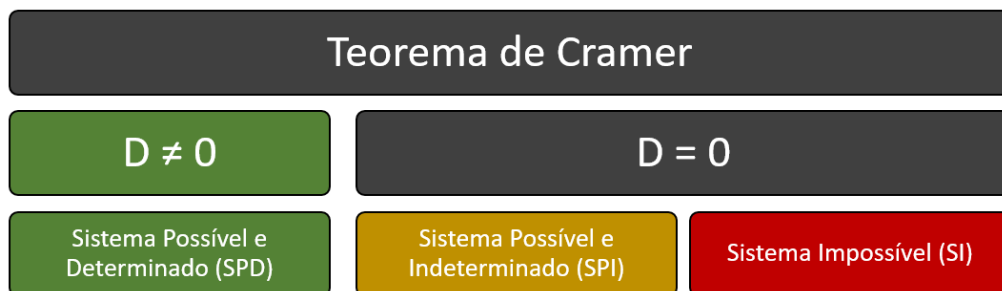 Teorema de Cramer
D ≠ 0
D = 0
Sistema Possível e
Determinado (SPD)
Sistema Possível e
Indeterminado (SPI)
Sistema Impossível (SI)